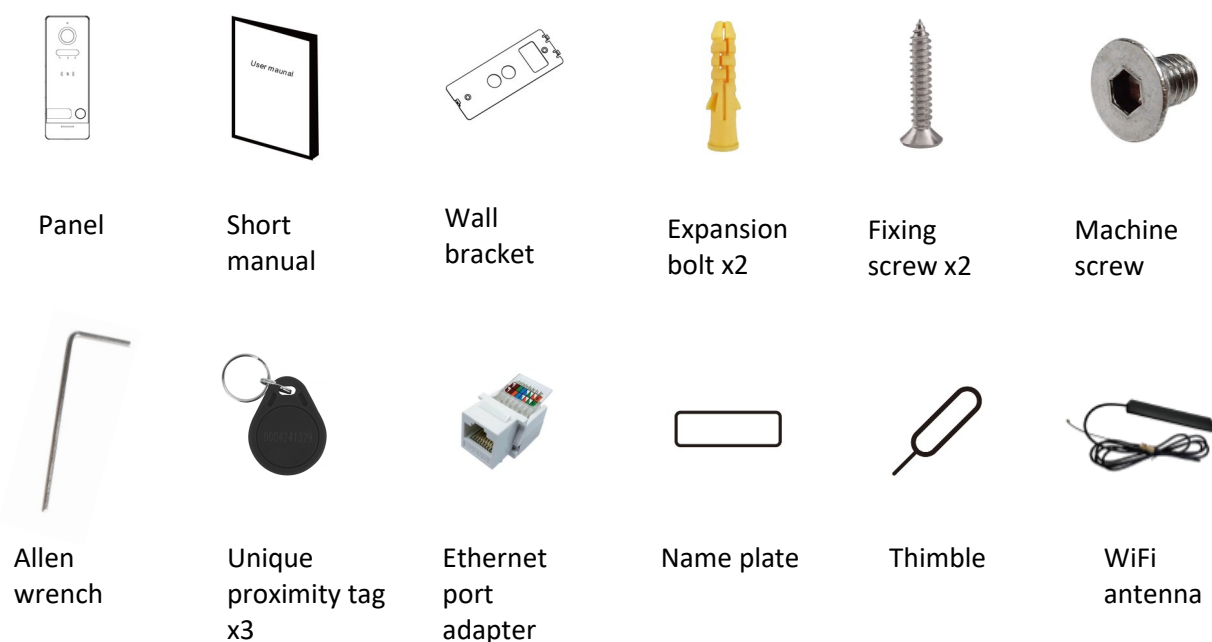 User maunal
Panel
Short
manual
Wall
bracket
Expansion
bolt x2
Fixing
screw x2
Machine
screw
0009241329
Allen
wrench
Unique
proximity tag
x3
Ethernet
port
adapter
Name plate
Thimble
WiFi
antenna